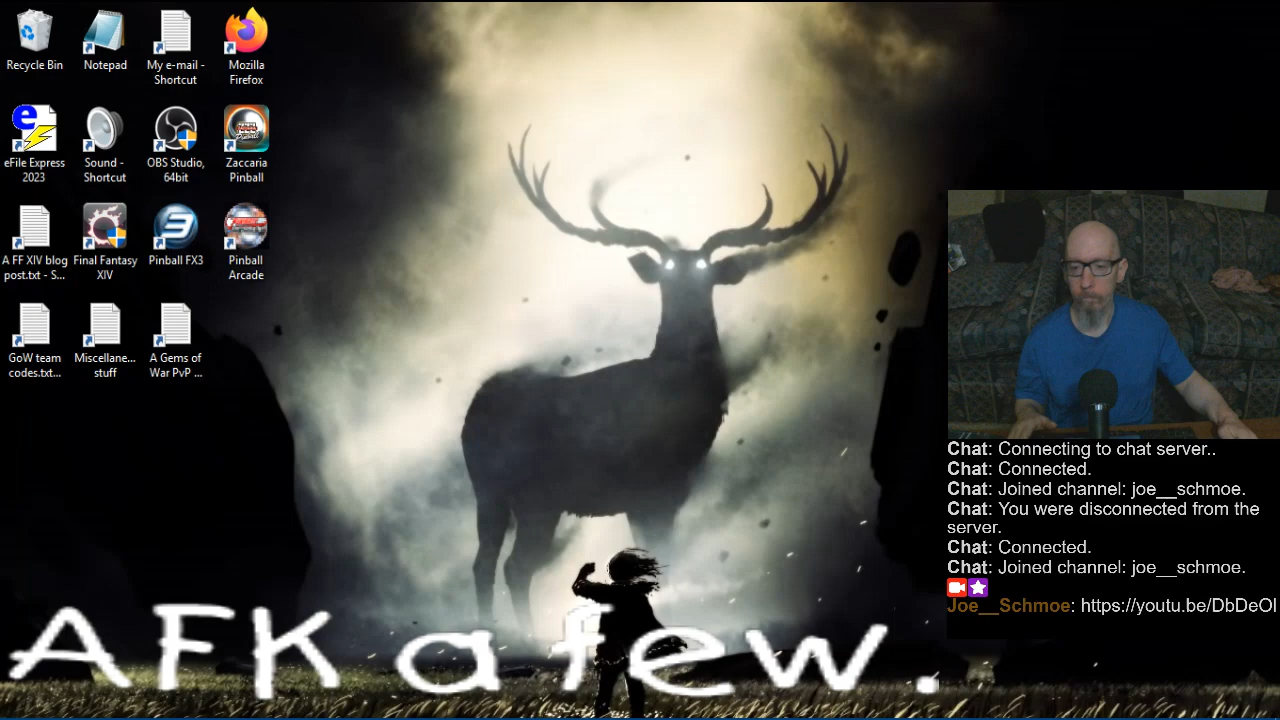 Recycle Bin
Notepad
My e-mail - Shortcut
Mozilla Firefox
eFile Express 2023
Sound - Shortcut
OBS Studio, 64bit
Zaccaria Pinball
A FF XIV blog post.txt - S...
Final Fantasy XIV
Pinball FX3
Pinball Arcade
GoW team codes.txt...
Miscellane... stuff
A Gems of War PvP ...
AFK a few.
Chat: Connecting to chat server..
Chat: Connected.
Chat: Joined channel: joe__schmoe.
Chat: You were disconnected from the
server.
Chat: Connected.
Chat: Joined channel: joe__schmoe.
Joe__Schmoe: https://youtu.be/DbDeOl